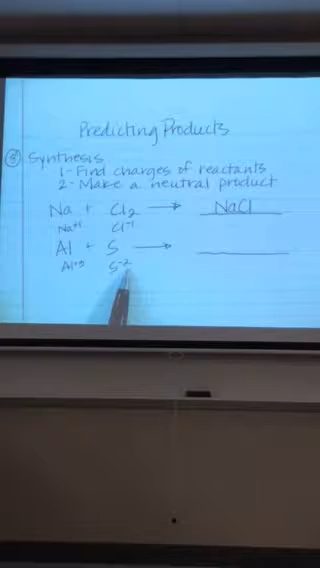 Predicting Products
Synthesis
1-Find charges of reactants
2-Make a neutral product
Na + Cl₂ → NaCl
Na⁺¹ Cl⁻¹
Al + S →
Al⁺³ S⁻²